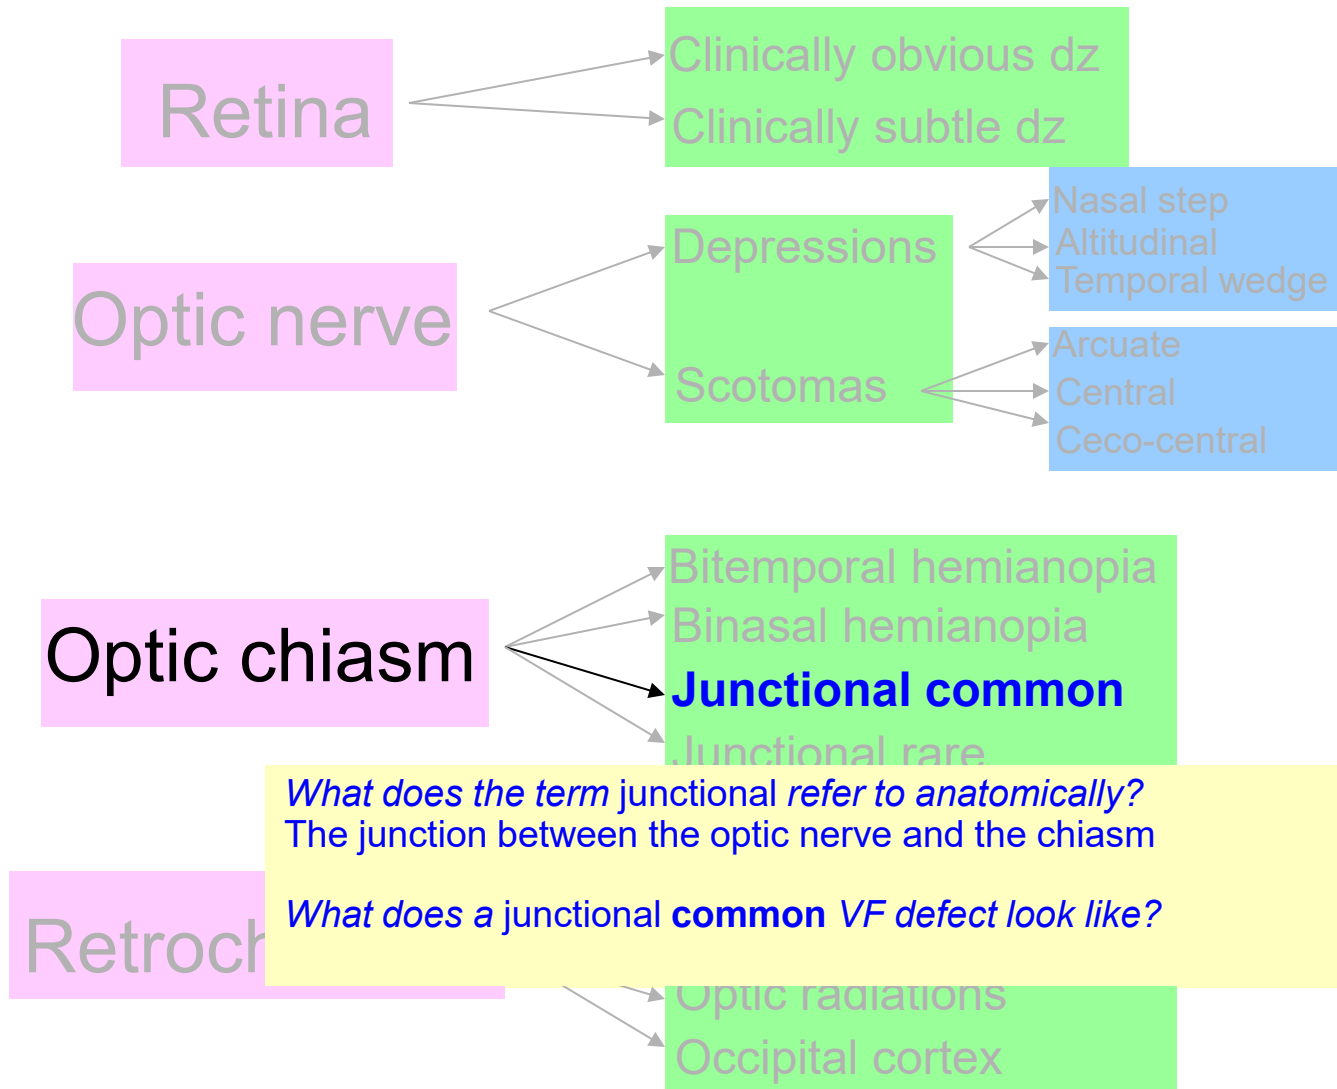 Retina
Clinically obvious dz
Clinically subtle dz
Optic nerve
Depressions
Nasal step
Altitudinal
Temporal wedge
Scotomas
Arcuate
Central
Ceco-central
Optic chiasm
Bitemporal hemianopia
Binasal hemianopia
Junctional common
Junctional rare
What does the term junctional refer to anatomically?
The junction between the optic nerve and the chiasm
What does a junctional common VF defect look like?
Optic radiations
Occipital cortex